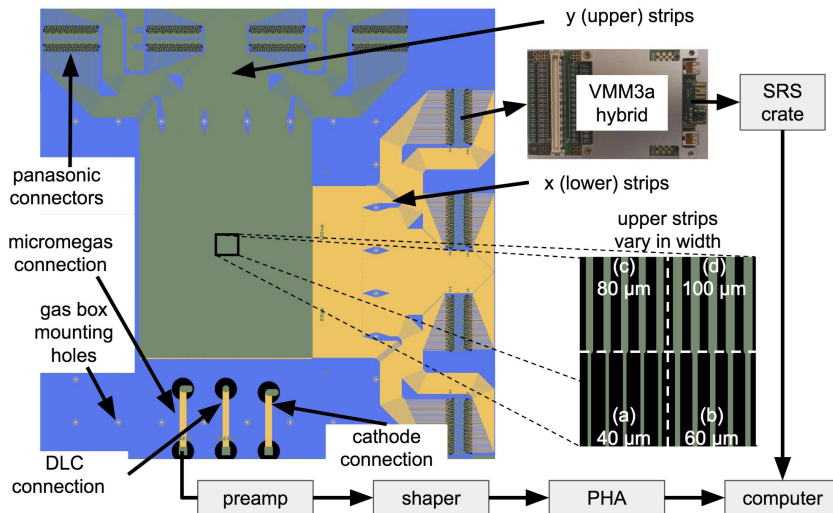 y (upper) strips
VMM3a
hybrid
SRS
crate
panasonic
connectors
x (lower) strips
micromegas
connection
upper strips
vary in width
(c)
80 µm
(d)
100 µm
gas box
mounting
holes
(a)
40 µm
(b)
60 µm
cathode
connection
DLC
connection
preamp
shaper
PHA
computer